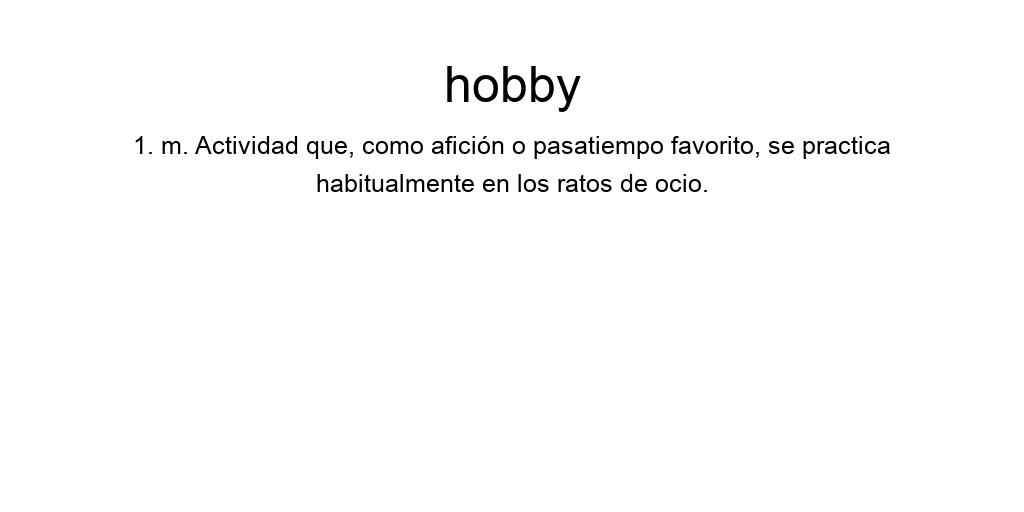 hobby
1. m. Actividad que, como afición o pasatiempo favorito, se practica
habitualmente en los ratos de ocio.